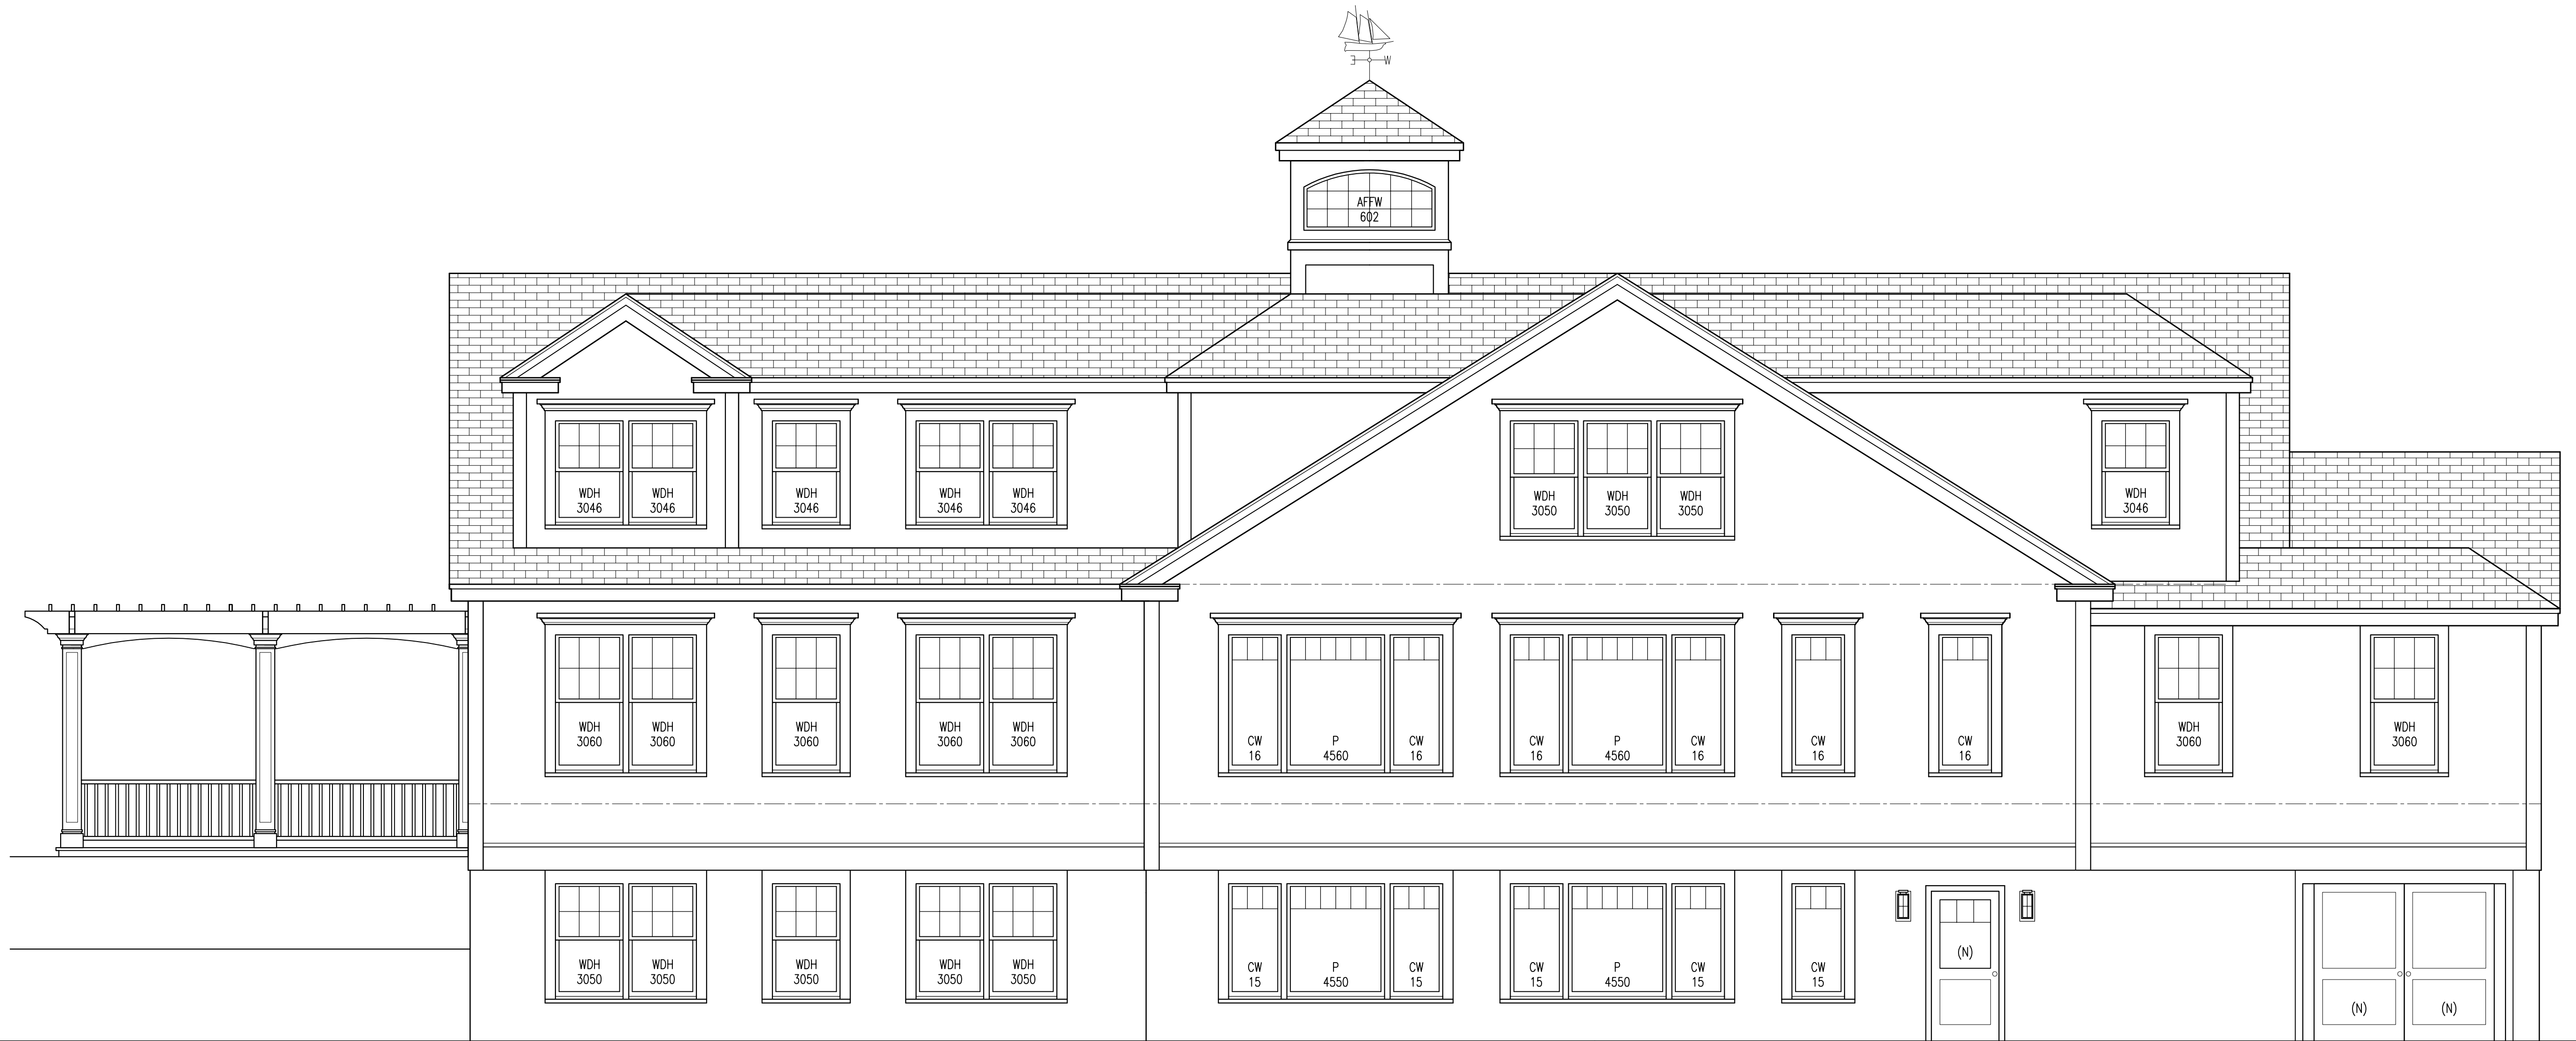 E W
AFFW
602
WDH WDH WDH WDH WDH WDH WDH WDH WDH
3046 3046 3046 3046 3046 3050 3050 3050 3046
WDH WDH WDH WDH WDH CW P CW CW P CW CW CW WDH WDH
3060 3060 3060 3060 3060 16 4560 16 16 4560 16 16 16 3060 3060
(N)
WDH WDH WDH WDH WDH CW P CW CW P CW CW
3050 3050 3050 3050 3050 15 4550 15 15 4550 15 15
(N) (N)